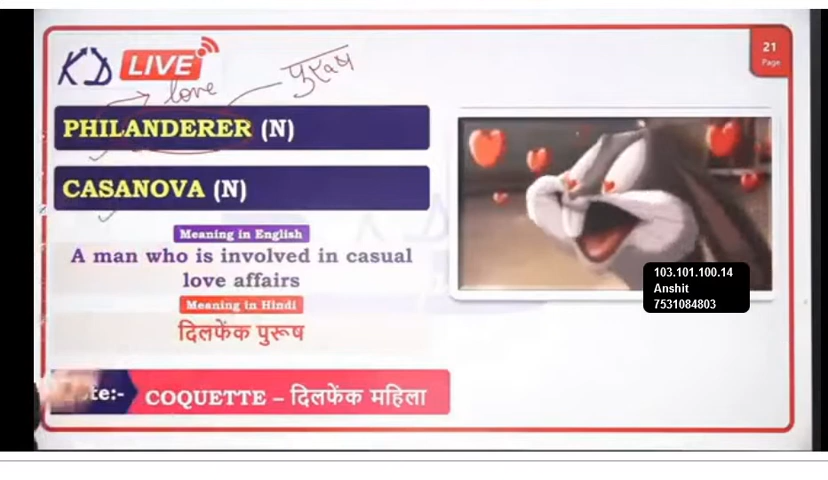 KD LIVE
21
Page
love
पुरुष
PHILANDERER (N)
CASANOVA (N)
Meaning in English
A man who is involved in casual
love affairs
Meaning in Hindi
दिलफेंक पुरूष
103.101.100.14
Anshit
7531084803
te:- COQUETTE – दिलफेंक महिला